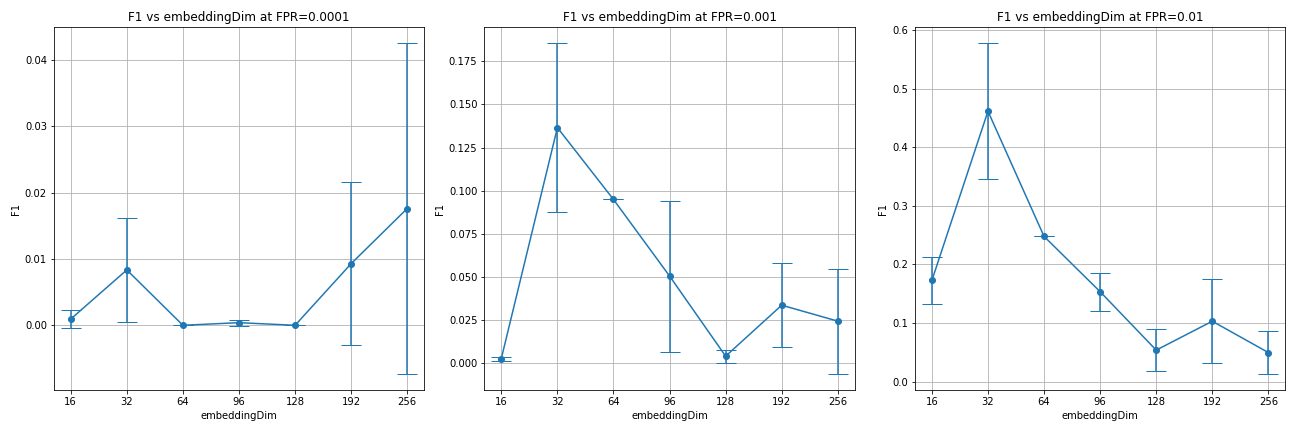 F1 vs embeddingDim at FPR=0.0001
F1
0.04
0.03
0.02
0.01
0.00
16 32 64 96 128 192 256
embeddingDim
F1 vs embeddingDim at FPR=0.001
F1
0.175
0.150
0.125
0.100
0.075
0.050
0.025
0.000
16 32 64 96 128 192 256
embeddingDim
F1 vs embeddingDim at FPR=0.01
F1
0.6
0.5
0.4
0.3
0.2
0.1
0.0
16 32 64 96 128 192 256
embeddingDim